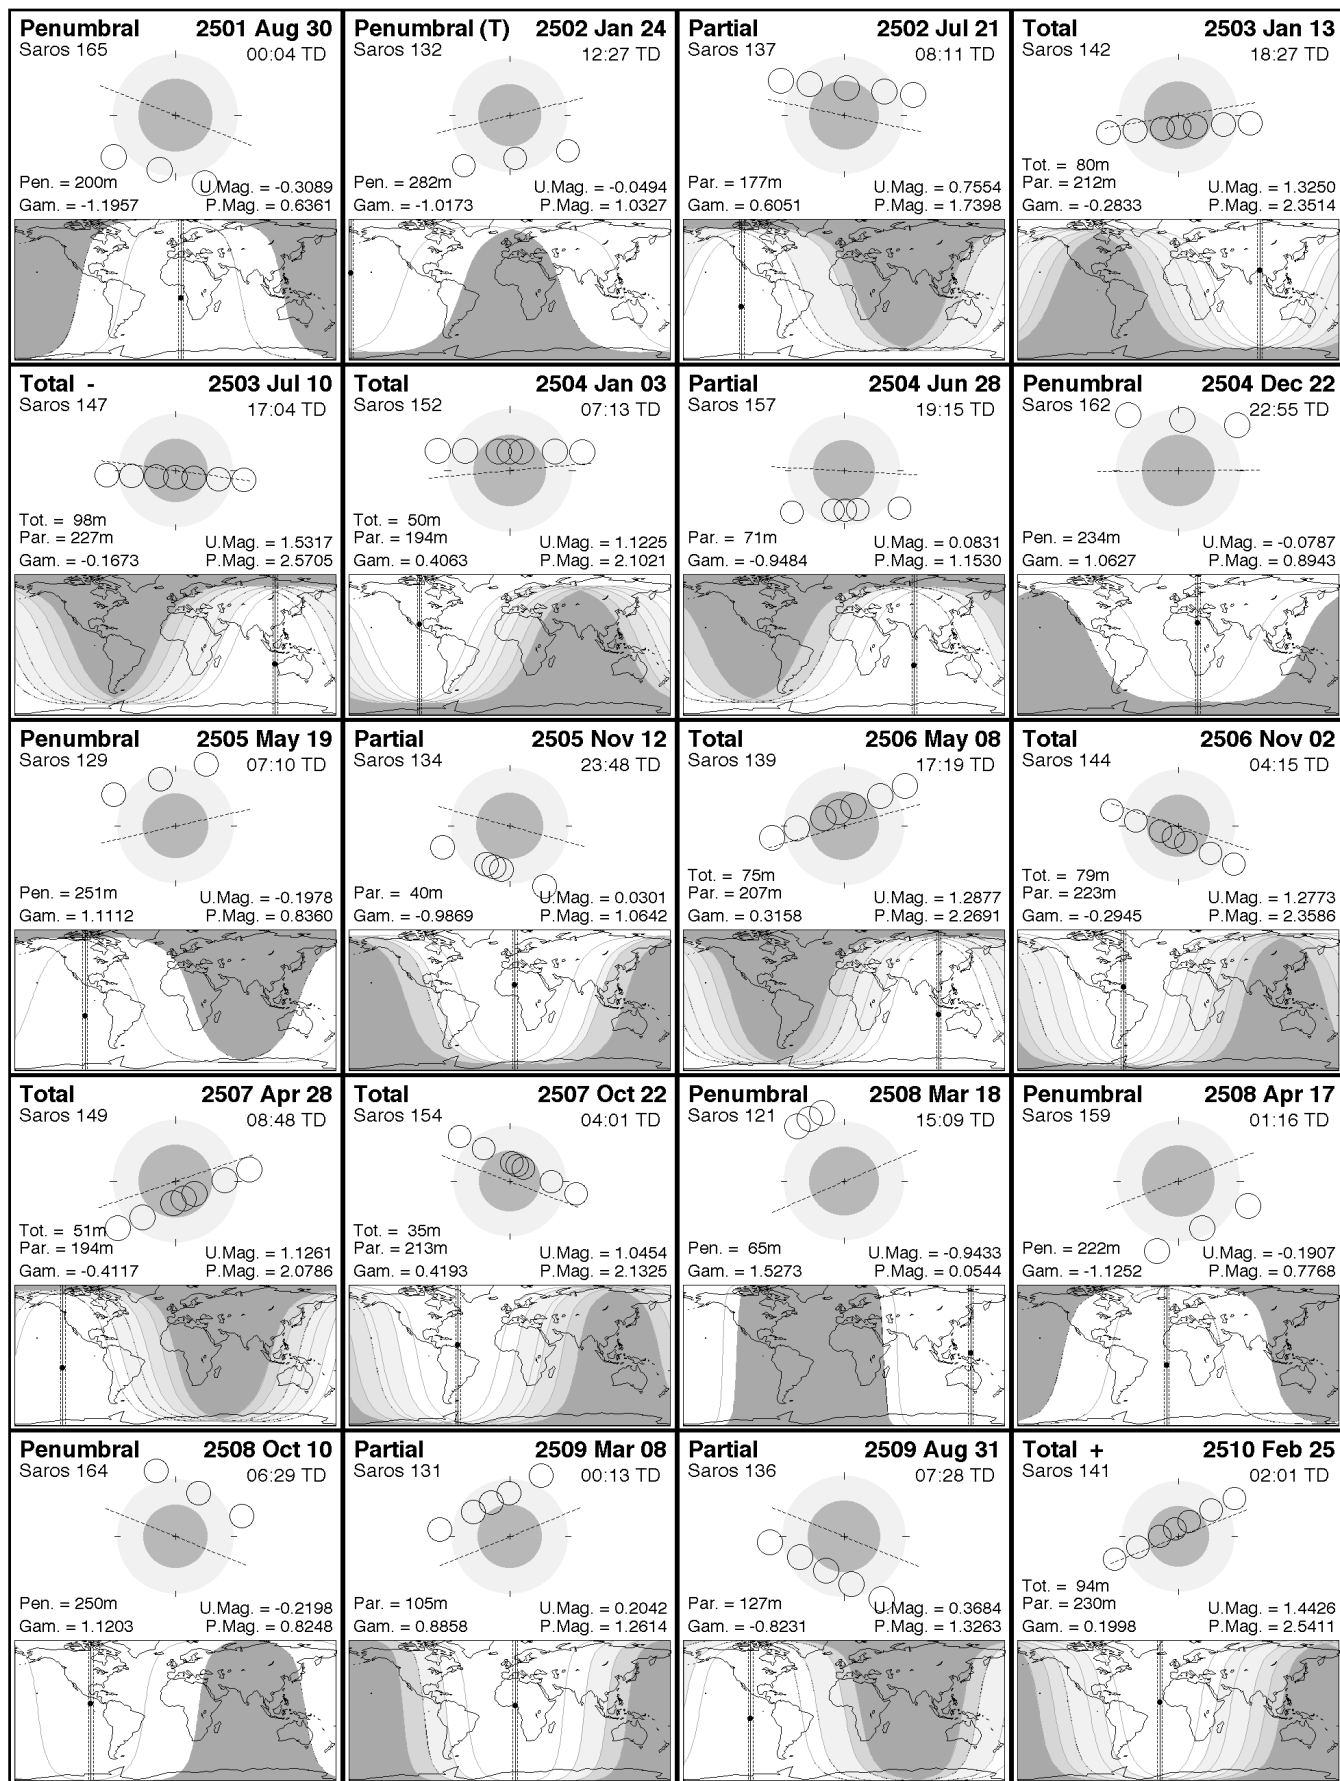 Penumbral 2501 Aug 30
Saros 165 00:04 TD
Pen. = 200m U.Mag. = -0.3089
Gam. = -1.1957 P.Mag. = 0.6361
Penumbral (T) 2502 Jan 24
Saros 132 12:27 TD
Pen. = 282m U.Mag. = -0.0494
Gam. = -1.0173 P.Mag. = 1.0327
Partial 2502 Jul 21
Saros 137 08:11 TD
Par. = 177m U.Mag. = 0.7554
Gam. = 0.6051 P.Mag. = 1.7398
Total 2503 Jan 13
Saros 142 18:27 TD
Tot. = 80m
Par. = 212m U.Mag. = 1.3250
Gam. = -0.2833 P.Mag. = 2.3514
Total - 2503 Jul 10
Saros 147 17:04 TD
Tot. = 98m
Par. = 227m U.Mag. = 1.5317
Gam. = -0.1673 P.Mag. = 2.5705
Total 2504 Jan 03
Saros 152 07:13 TD
Tot. = 50m
Par. = 194m U.Mag. = 1.1225
Gam. = 0.4063 P.Mag. = 2.1021
Partial 2504 Jun 28
Saros 157 19:15 TD
Par. = 71m U.Mag. = 0.0831
Gam. = -0.9484 P.Mag. = 1.1530
Penumbral 2504 Dec 22
Saros 162 22:55 TD
Pen. = 234m U.Mag. = -0.0787
Gam. = 1.0627 P.Mag. = 0.8943
Penumbral 2505 May 19
Saros 129 07:10 TD
Pen. = 251m U.Mag. = -0.1978
Gam. = 1.1112 P.Mag. = 0.8360
Partial 2505 Nov 12
Saros 134 23:48 TD
Par. = 40m U.Mag. = 0.0301
Gam. = -0.9869 P.Mag. = 1.0642
Total 2506 May 08
Saros 139 17:19 TD
Tot. = 75m
Par. = 207m U.Mag. = 1.2877
Gam. = 0.3158 P.Mag. = 2.2691
Total 2506 Nov 02
Saros 144 04:15 TD
Tot. = 79m
Par. = 223m U.Mag. = 1.2773
Gam. = -0.2945 P.Mag. = 2.3586
Total 2507 Apr 28
Saros 149 08:48 TD
Tot. = 51m
Par. = 194m U.Mag. = 1.1261
Gam. = -0.4117 P.Mag. = 2.0786
Total 2507 Oct 22
Saros 154 04:01 TD
Tot. = 35m
Par. = 213m U.Mag. = 1.0454
Gam. = 0.4193 P.Mag. = 2.1325
Penumbral 2508 Mar 18
Saros 121 15:09 TD
Pen. = 65m U.Mag. = -0.9433
Gam. = 1.5273 P.Mag. = 0.0544
Penumbral 2508 Apr 17
Saros 159 01:16 TD
Pen. = 222m U.Mag. = -0.1907
Gam. = -1.1252 P.Mag. = 0.7768
Penumbral 2508 Oct 10
Saros 164 06:29 TD
Pen. = 250m U.Mag. = -0.2198
Gam. = 1.1203 P.Mag. = 0.8248
Partial 2509 Mar 08
Saros 131 00:13 TD
Par. = 105m U.Mag. = 0.2042
Gam. = 0.8858 P.Mag. = 1.2614
Partial 2509 Aug 31
Saros 136 07:28 TD
Par. = 127m U.Mag. = 0.3684
Gam. = -0.8231 P.Mag. = 1.3263
Total + 2510 Feb 25
Saros 141 02:01 TD
Tot. = 94m
Par. = 230m U.Mag. = 1.4426
Gam. = 0.1998 P.Mag. = 2.5411